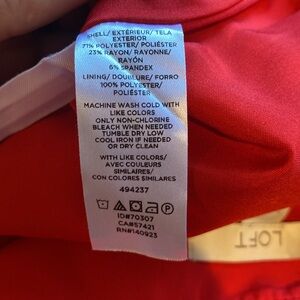 SHELL/ EXTÉRIEUR/ TELA
EXTERIOR
71% POLYESTER/ POLIÉSTER
23% RAYON/ RAYONNE/
RAYÓN
6% SPANDEX
LINING/ DOUBLURE/ FORRO
100% POLYESTER/
POLIÉSTER
MACHINE WASH COLD WITH
LIKE COLORS
ONLY NON-CHLORINE
BLEACH WHEN NEEDED
TUMBLE DRY LOW
COOL IRON IF NEEDED
OR DRY CLEAN
WITH LIKE COLORS/
AVEC COULEURS
SIMILAIRES/
CON COLORES SIMILARES
494237
ID#70307
CA#57421
RN#140923
LOFT